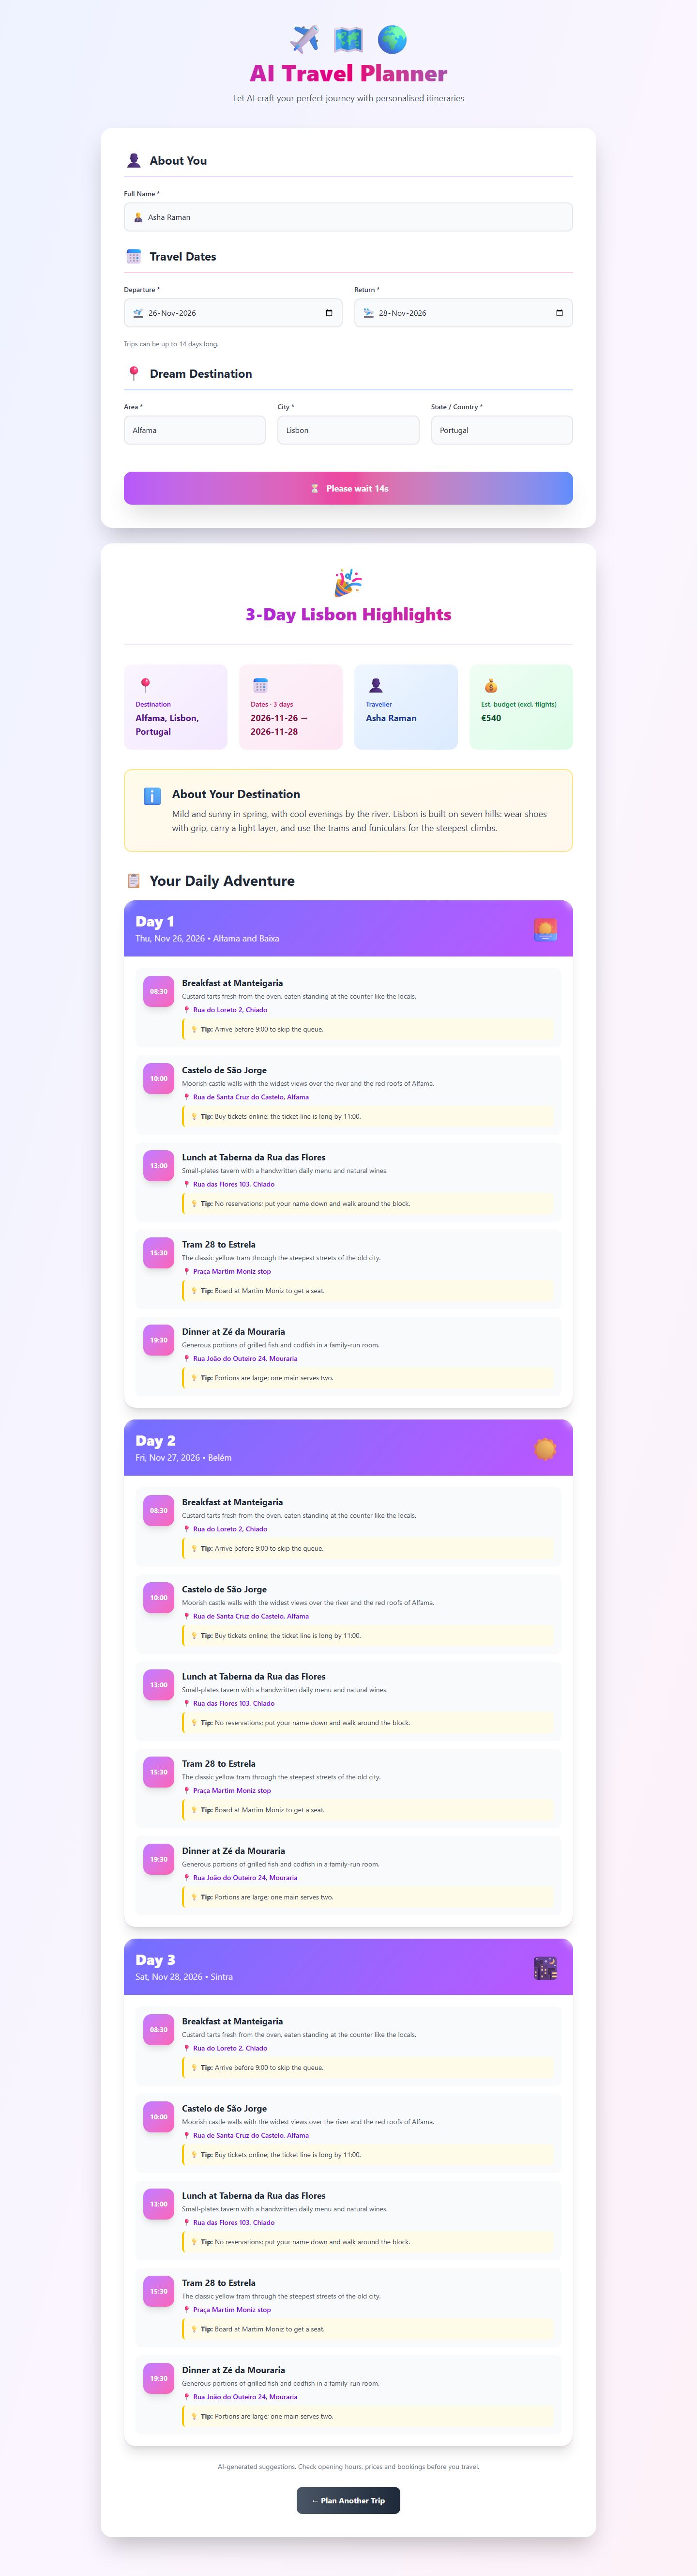 AI Travel Planner
Let AI craft your perfect journey with personalised itineraries
About You
Full Name *
Asha Raman
Travel Dates
Departure *
Return *
26-Nov-2026
28-Nov-2026
Trips can be up to 14 days long.
Dream Destination
Area *
City *
State / Country *
Alfama
Lisbon
Portugal
Please wait 14s
3-Day Lisbon Highlights
Destination
Alfama, Lisbon,
Portugal
Dates · 3 days
2026-11-26 →
2026-11-28
Traveller
Asha Raman
Est. budget (excl. flights)
€540
About Your Destination
Mild and sunny in spring, with cool evenings by the river. Lisbon is built on seven hills: wear shoes
with grip, carry a light layer, and use the trams and funiculars for the steepest climbs.
Your Daily Adventure
Day 1
Thu, Nov 26, 2026 • Alfama and Baixa
08:30
Breakfast at Manteigaria
Custard tarts fresh from the oven, eaten standing at the counter like the locals.
Rua do Loreto 2, Chiado
Tip: Arrive before 9:00 to skip the queue.
10:00
Castelo de São Jorge
Moorish castle walls with the widest views over the river and the red roofs of Alfama.
Rua de Santa Cruz do Castelo, Alfama
Tip: Buy tickets online; the ticket line is long by 11:00.
13:00
Lunch at Taberna da Rua das Flores
Small-plates tavern with a handwritten daily menu and natural wines.
Rua das Flores 103, Chiado
Tip: No reservations; put your name down and walk around the block.
15:30
Tram 28 to Estrela
The classic yellow tram through the steepest streets of the old city.
Praça Martim Moniz stop
Tip: Board at Martim Moniz to get a seat.
19:30
Dinner at Zé da Mouraria
Generous portions of grilled fish and codfish in a family-run room.
Rua João do Outeiro 24, Mouraria
Tip: Portions are large; one main serves two.
Day 2
Fri, Nov 27, 2026 • Belém
08:30
Breakfast at Manteigaria
Custard tarts fresh from the oven, eaten standing at the counter like the locals.
Rua do Loreto 2, Chiado
Tip: Arrive before 9:00 to skip the queue.
10:00
Castelo de São Jorge
Moorish castle walls with the widest views over the river and the red roofs of Alfama.
Rua de Santa Cruz do Castelo, Alfama
Tip: Buy tickets online; the ticket line is long by 11:00.
13:00
Lunch at Taberna da Rua das Flores
Small-plates tavern with a handwritten daily menu and natural wines.
Rua das Flores 103, Chiado
Tip: No reservations; put your name down and walk around the block.
15:30
Tram 28 to Estrela
The classic yellow tram through the steepest streets of the old city.
Praça Martim Moniz stop
Tip: Board at Martim Moniz to get a seat.
19:30
Dinner at Zé da Mouraria
Generous portions of grilled fish and codfish in a family-run room.
Rua João do Outeiro 24, Mouraria
Tip: Portions are large; one main serves two.
Day 3
Sat, Nov 28, 2026 • Sintra
08:30
Breakfast at Manteigaria
Custard tarts fresh from the oven, eaten standing at the counter like the locals.
Rua do Loreto 2, Chiado
Tip: Arrive before 9:00 to skip the queue.
10:00
Castelo de São Jorge
Moorish castle walls with the widest views over the river and the red roofs of Alfama.
Rua de Santa Cruz do Castelo, Alfama
Tip: Buy tickets online; the ticket line is long by 11:00.
13:00
Lunch at Taberna da Rua das Flores
Small-plates tavern with a handwritten daily menu and natural wines.
Rua das Flores 103, Chiado
Tip: No reservations; put your name down and walk around the block.
15:30
Tram 28 to Estrela
The classic yellow tram through the steepest streets of the old city.
Praça Martim Moniz stop
Tip: Board at Martim Moniz to get a seat.
19:30
Dinner at Zé da Mouraria
Generous portions of grilled fish and codfish in a family-run room.
Rua João do Outeiro 24, Mouraria
Tip: Portions are large; one main serves two.
AI-generated suggestions. Check opening hours, prices and bookings before you travel.
← Plan Another Trip